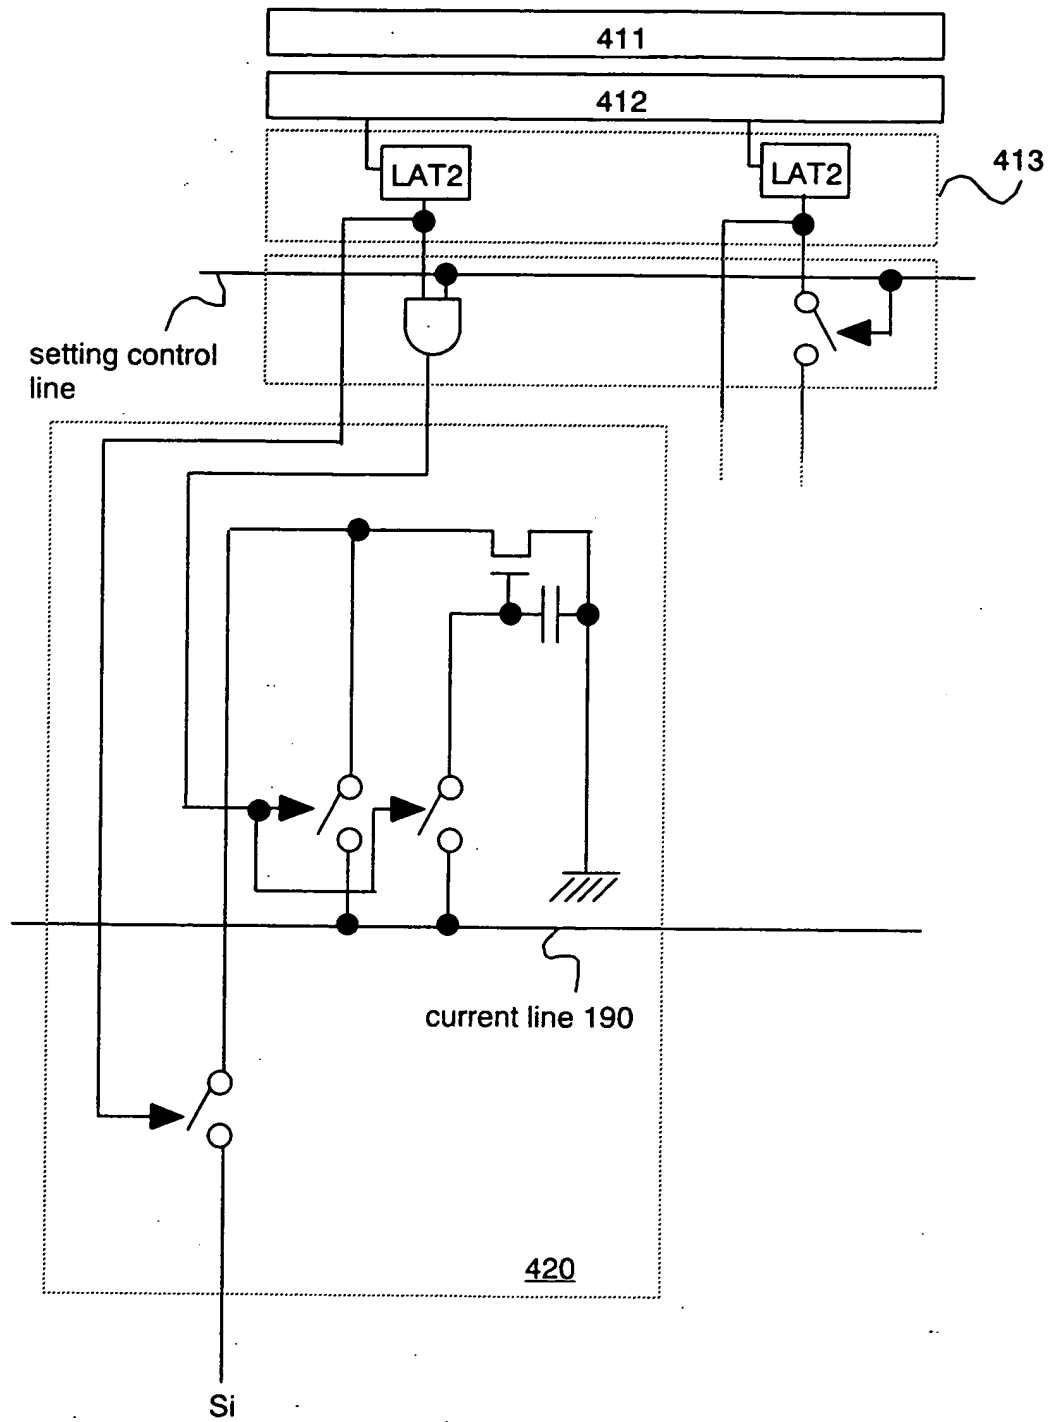 411
412
LAT2
LAT2
413
setting control
line
current line 190
420
Si